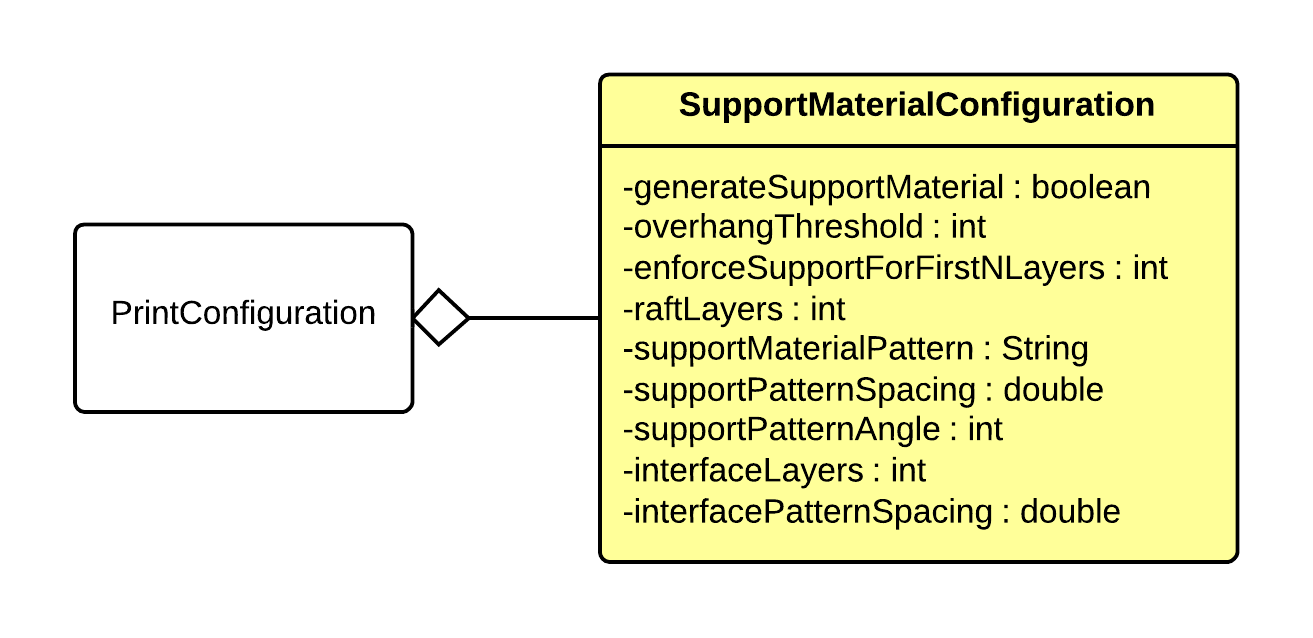 SupportMaterialConfiguration
-generateSupportMaterial : boolean
-overhangThreshold : int
-enforceSupportForFirstNLayers : int
-raftLayers : int
-supportMaterialPattern : String
-supportPatternSpacing : double
-supportPatternAngle : int
-interfaceLayers : int
-interfacePatternSpacing : double
PrintConfiguration